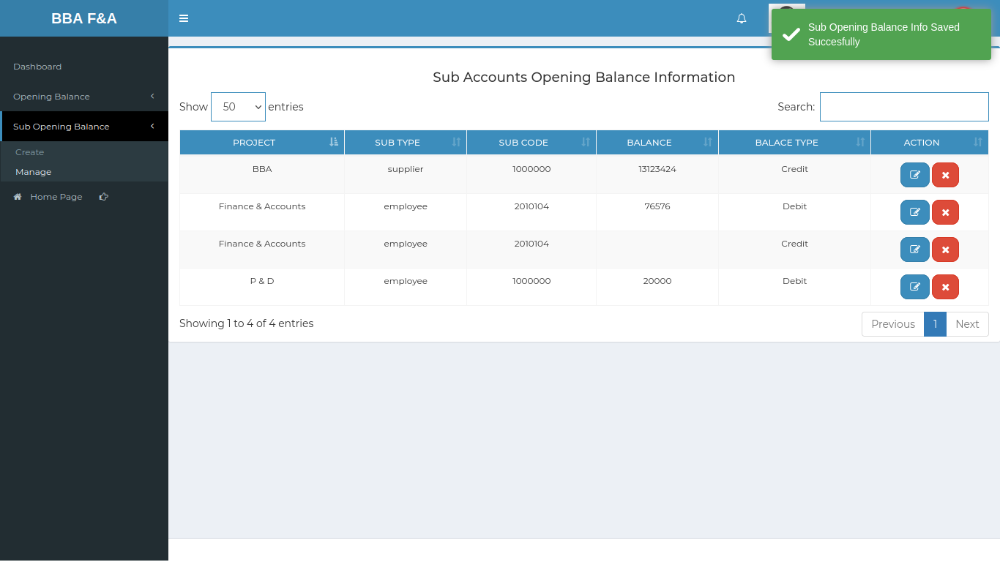 BBA F&A
Sub Opening Balance Info Saved
Succesfully
Dashboard
Opening Balance
Sub Opening Balance
Create
Manage
Home Page
Sub Accounts Opening Balance Information
Show 50 entries Search:
PROJECT SUB TYPE SUB CODE BALANCE BALACE TYPE ACTION
BBA supplier 1000000 13123424 Credit
Finance & Accounts employee 2010104 76576 Debit
Finance & Accounts employee 2010104 Credit
P & D employee 1000000 20000 Debit
Showing 1 to 4 of 4 entries
Previous 1 Next